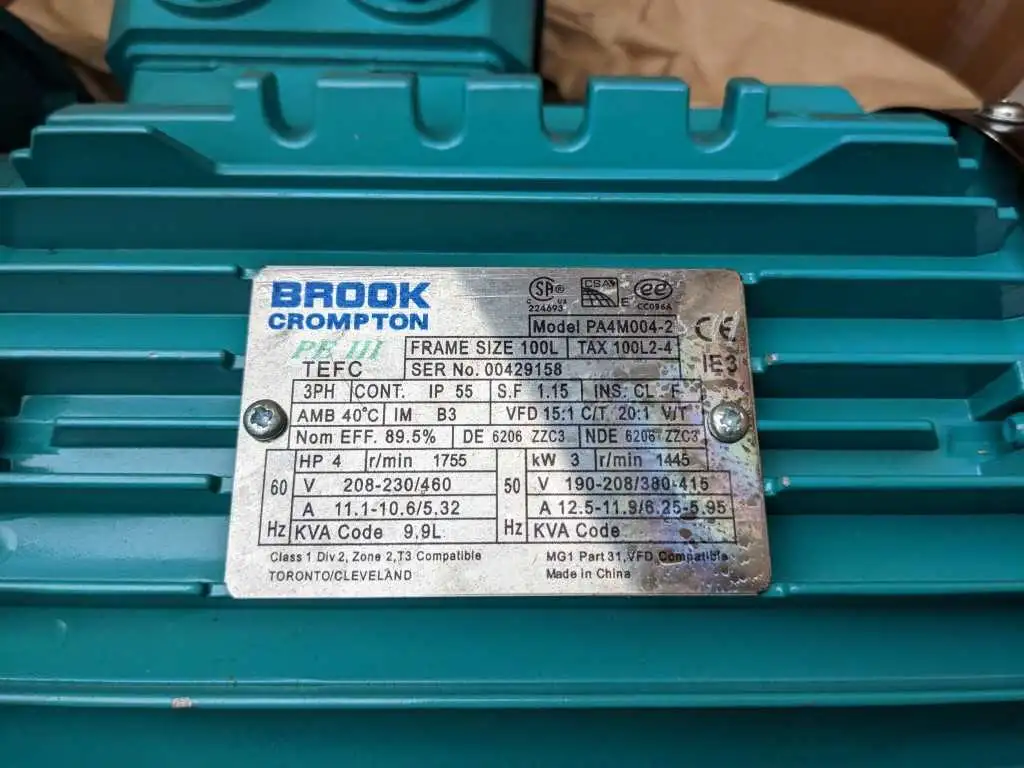 BROOK
CROMPTON
PE III
TEFC
SA ®
C US
224693
CSA
E
ee
CC096A
Model PA4M004-2
CE
FRAME SIZE 100L TAX 100L2-4
SER No. 00429158
IE3
3PH CONT. IP 55 S.F 1.15 INS. CL F
AMB 40°C IM B3 VFD 15:1 C/T, 20:1 V/T
Nom EFF. 89.5% DE 6206 ZZC3 NDE 6206 ZZC3
60 Hz
HP 4 r/min 1755
V 208-230/460
A 11.1-10.6/5.32
KVA Code 9.9L
50 Hz
kW 3 r/min 1445
V 190-208/380-415
A 12.5-11.9/6.25-5.95
KVA Code
Class 1 Div 2, Zone 2,T3 Compatible
MG1 Part 31,VFD Compatible
TORONTO/CLEVELAND
Made in China